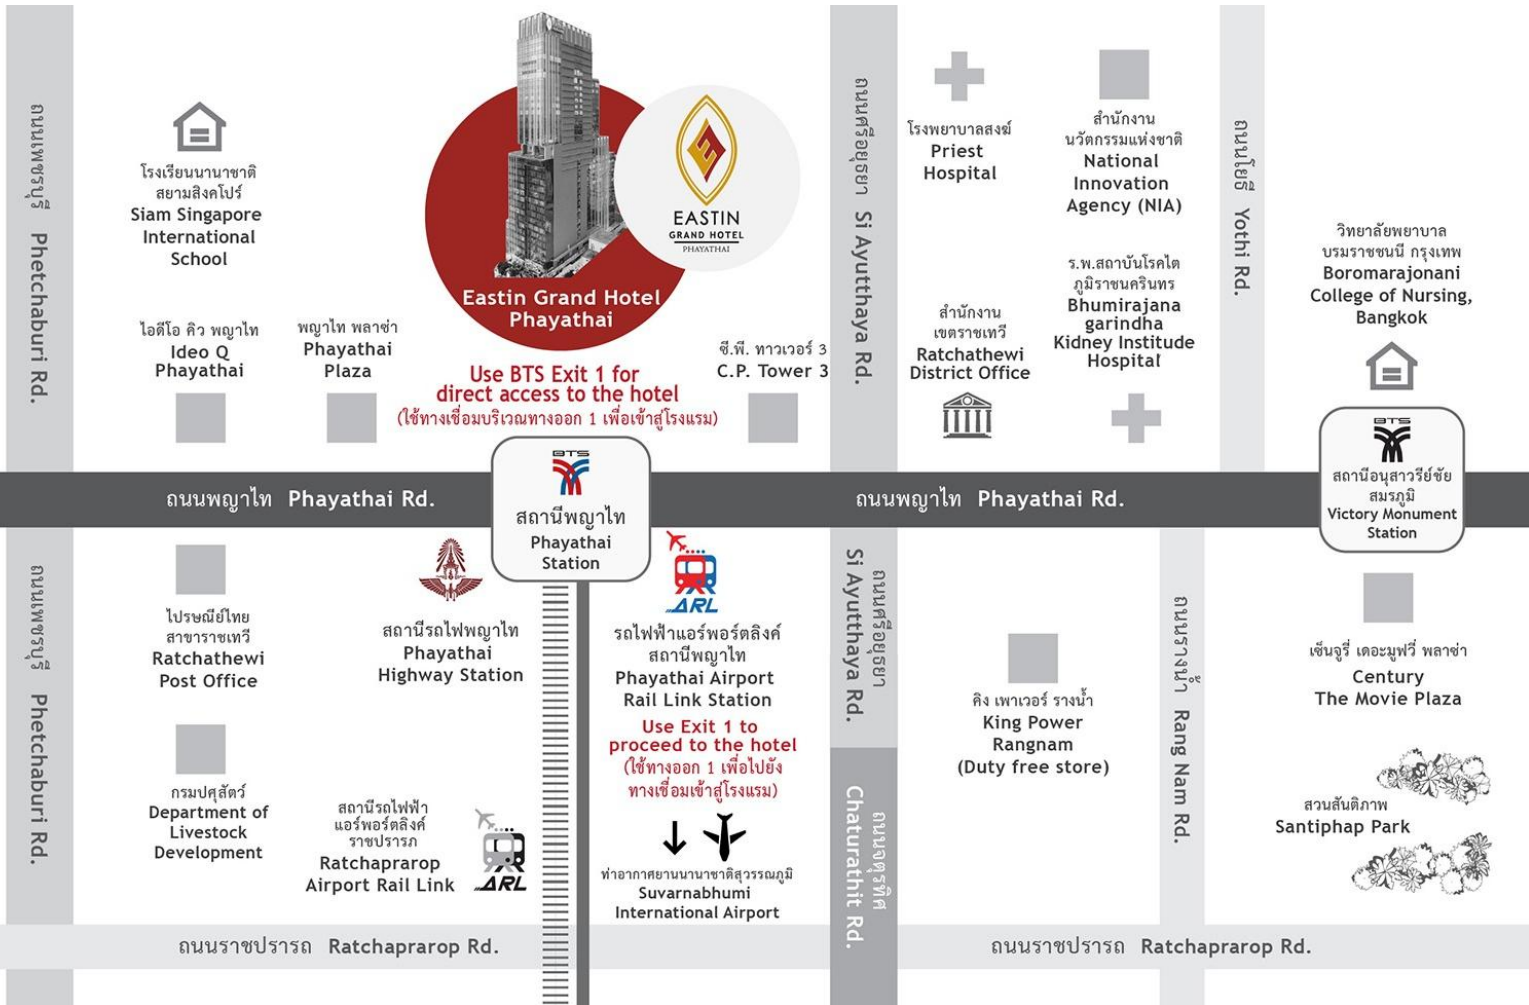 ถนนเพชรบุรี Phetchaburi Rd.
โรงเรียนนานาชาติ
สยามสิงคโปร์
Siam Singapore
International
School
ไอดีโอ คิว พญาไท
Ideo Q
Phayathai
พญาไท พลาซ่า
Phayathai
Plaza
EASTIN
GRAND HOTEL
PHAYATHAI
Eastin Grand Hotel
Phayathai
Use BTS Exit 1 for
direct access to the hotel
(ใช้ทางเชื่อมบริเวณทางออก 1 เพื่อเข้าสู่โรงแรม)
ซี.พี. ทาวเวอร์ 3
C.P. Tower 3
ถนนศรีอยุธยา Si Ayutthaya Rd.
โรงพยาบาลสงฆ์
Priest
Hospital
สำนักงาน
นวัตกรรมแห่งชาติ
National
Innovation
Agency (NIA)
สำนักงาน
เขตราชเทวี
Ratchathewi
District Office
ร.พ.สถาบันโรคไต
ภูมิราชนครินทร
Bhumirajana
garindha
Kidney Institude
Hospital
ถนนโยธี Yothi Rd.
วิทยาลัยพยาบาล
บรมราชชนนี กรุงเทพ
Boromarajonani
College of Nursing,
Bangkok
ถนนพญาไท Phayathai Rd.
BTS
สถานีพญาไท
Phayathai
Station
ถนนพญาไท Phayathai Rd.
BTS
สถานีอนุสาวรีย์ชัย
สมรภูมิ
Victory Monument
Station
ถนนเพชรบุรี Phetchaburi Rd.
ไปรษณีย์ไทย
สาขาราชเทวี
Ratchathewi
Post Office
กรมปศุสัตว์
Department of
Livestock
Development
สถานีรถไฟพญาไท
Phayathai
Highway Station
สถานีรถไฟฟ้า
แอร์พอร์ตลิงค์
ราชปรารภ
Ratchaprarop
Airport Rail Link
ARL
ARL
รถไฟฟ้าแอร์พอร์ตลิงค์
สถานีพญาไท
Phayathai Airport
Rail Link Station
Use Exit 1 to
proceed to the hotel
(ใช้ทางออก 1 เพื่อไปยัง
ทางเชื่อมเข้าสู่โรงแรม)
ท่าอากาศยานนานาชาติสุวรรณภูมิ
Suvarnabhumi
International Airport
ถนนศรีอยุธยา
Si Ayutthaya Rd.
ถนนจตุรทิศ
Chaturathit Rd.
คิง เพาเวอร์ รางน้ำ
King Power
Rangnam
(Duty free store)
ถนนรางน้ำ Rang Nam Rd.
เซ็นจูรี่ เดอะมูฟวี่ พลาซ่า
Century
The Movie Plaza
สวนสันติภาพ
Santiphap Park
ถนนราชปรารถ Ratchaprarop Rd.
ถนนราชปรารถ Ratchaprarop Rd.